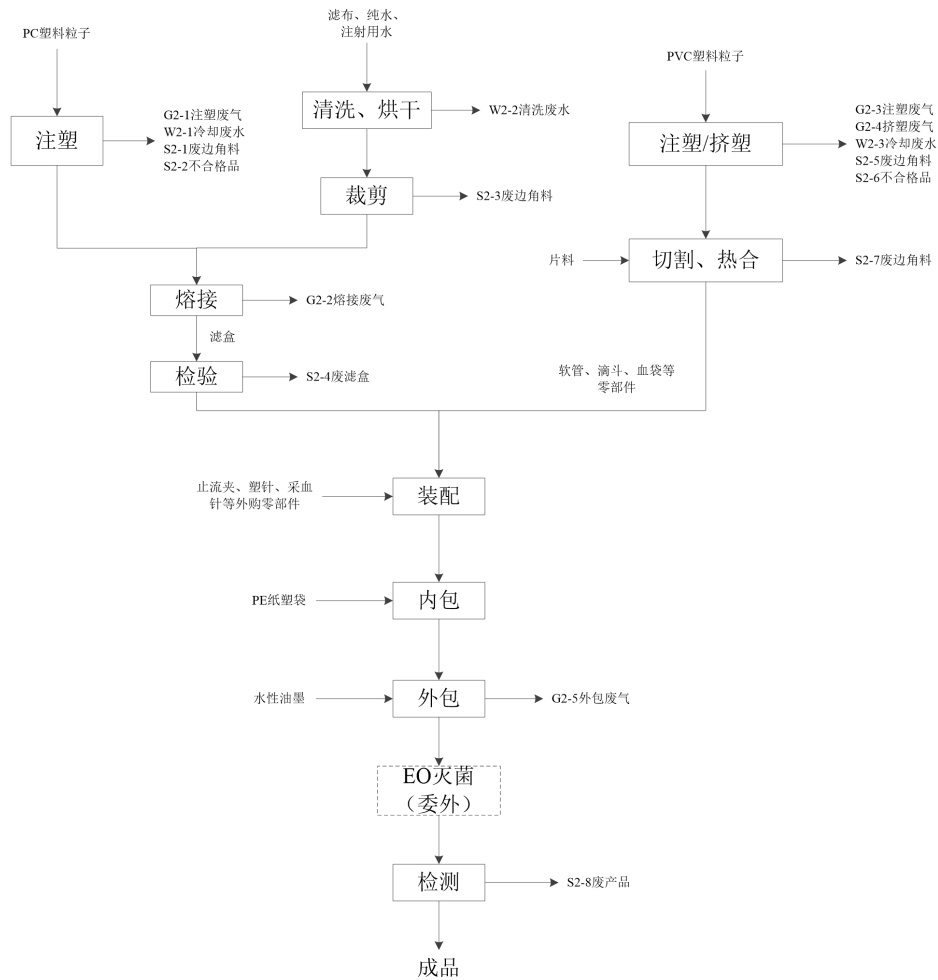 PC塑料粒子
滤布、纯水、
注射用水
PVC塑料粒子
注塑
G2-1注塑废气
W2-1冷却废水
S2-1废边角料
S2-2不合格品
清洗、烘干
W2-2清洗废水
注塑/挤塑
G2-3注塑废气
G2-4挤塑废气
W2-3冷却废水
S2-5废边角料
S2-6不合格品
裁剪
S2-3废边角料
片料
切割、热合
S2-7废边角料
熔接
G2-2熔接废气
滤盒
检验
S2-4废滤盒
软管、滴斗、血袋等
零部件
止流夹、塑针、采血
针等外购零部件
装配
PE纸塑袋
内包
水性油墨
外包
G2-5外包废气
EO灭菌
（委外）
检测
S2-8废产品
成品